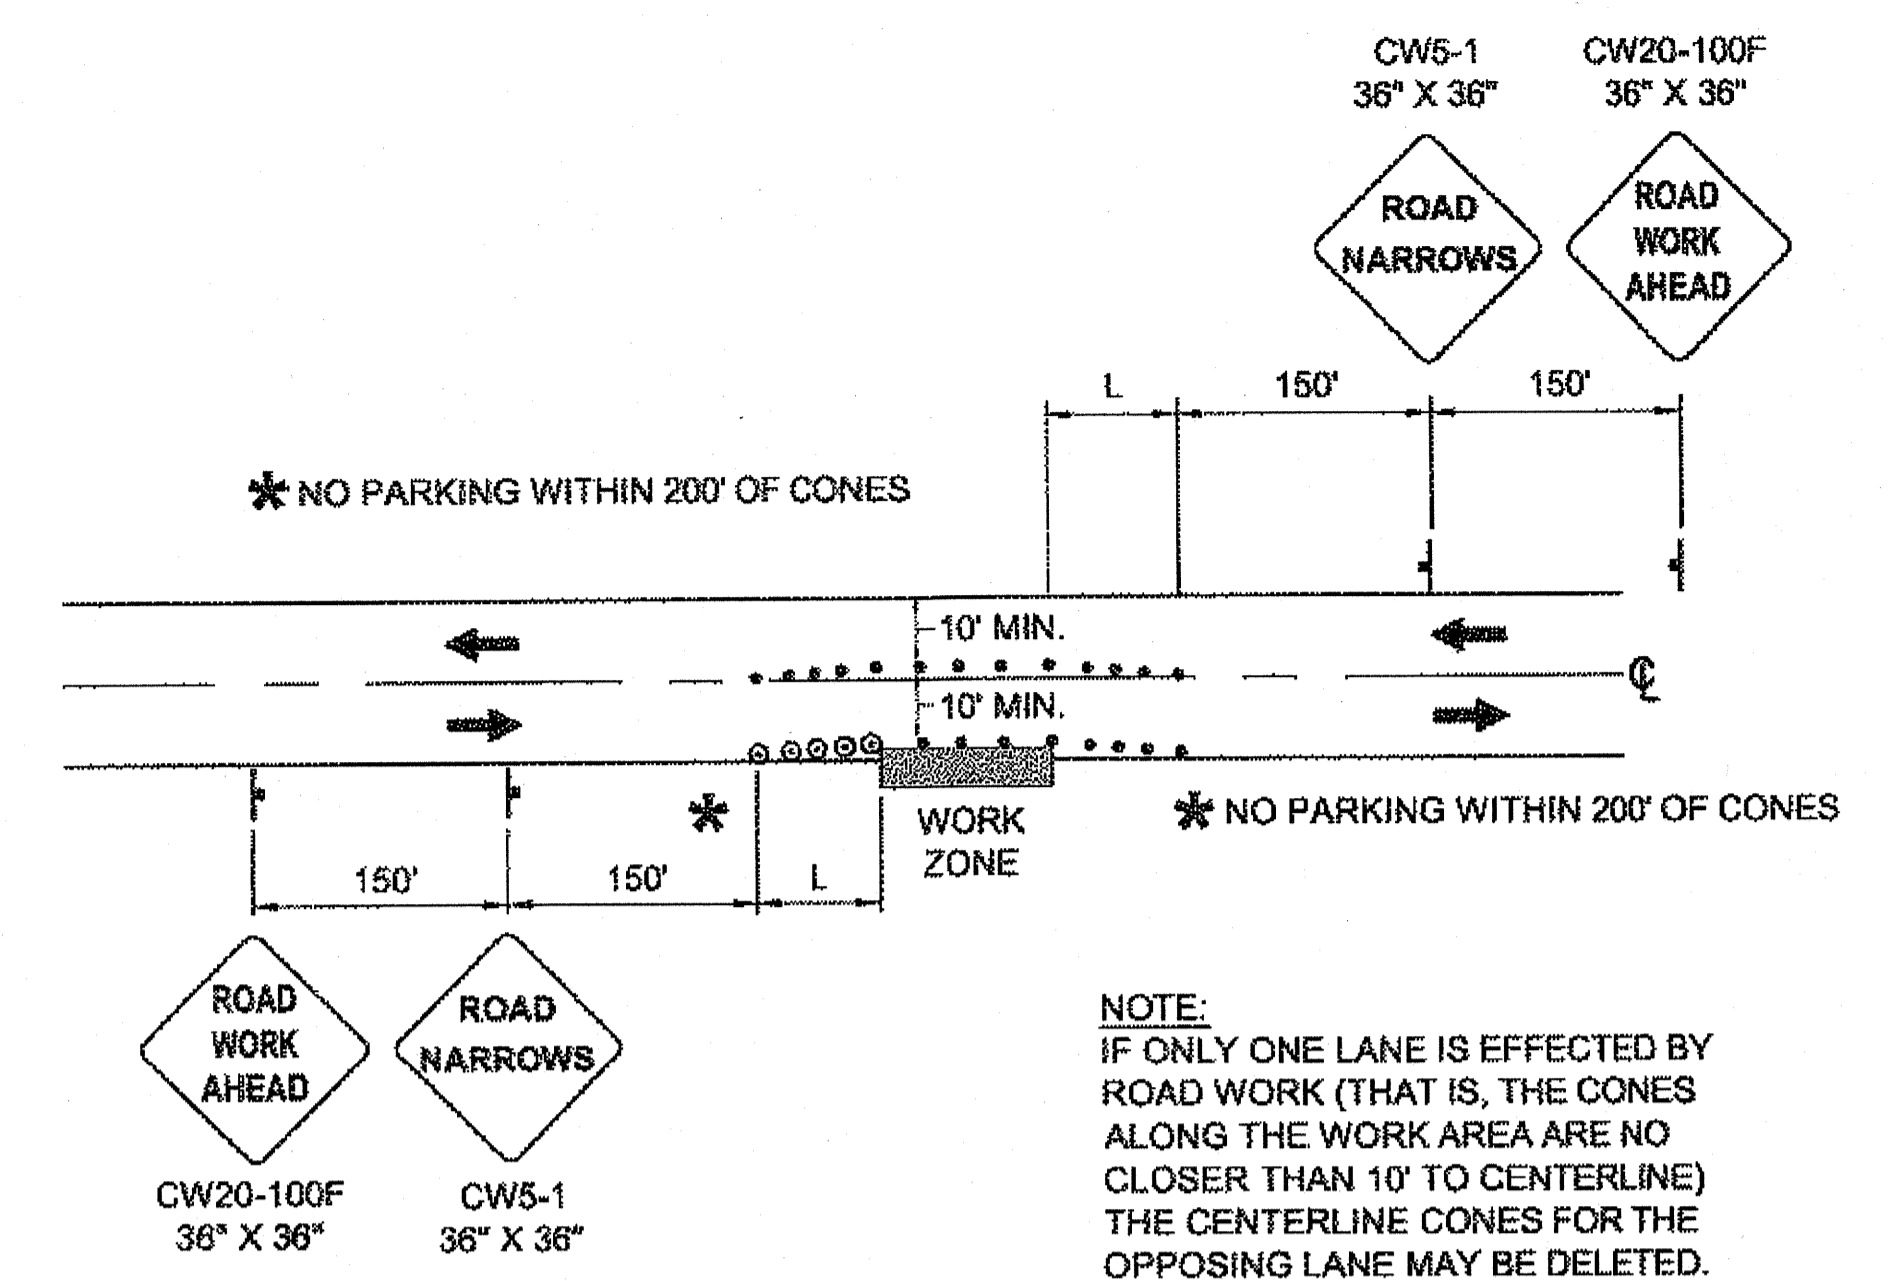 CW5-1
36" X 36"
CW20-100F
36" X 36"
ROAD
NARROWS
ROAD
WORK
AHEAD
L
150'
150'
* NO PARKING WITHIN 200' OF CONES
10' MIN.
℄
10' MIN.
* NO PARKING WITHIN 200' OF CONES
*
WORK
ZONE
150'
150'
L
ROAD
WORK
AHEAD
ROAD
NARROWS
CW20-100F
36" X 36"
CW5-1
36" X 36"
NOTE:
IF ONLY ONE LANE IS EFFECTED BY
ROAD WORK (THAT IS, THE CONES
ALONG THE WORK AREA ARE NO
CLOSER THAN 10' TO CENTERLINE)
THE CENTERLINE CONES FOR THE
OPPOSING LANE MAY BE DELETED.